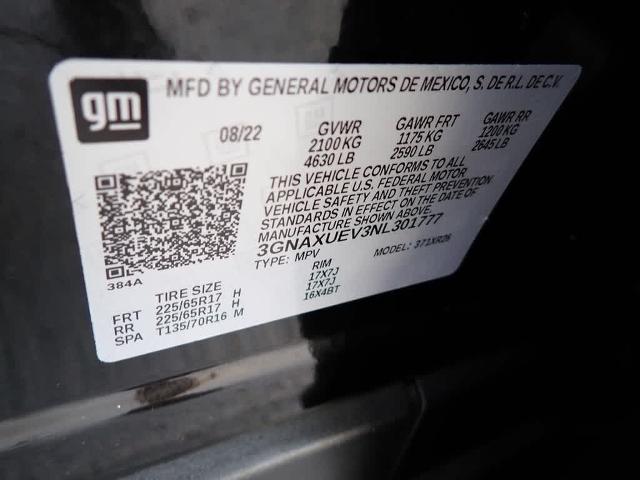 gm
MFD BY GENERAL MOTORS DE MEXICO, S. DE R.L. DE C.V.
08/22 GVWR GAWR FRT GAWR RR
2100 KG 1175 KG 1200 KG
4630 LB 2590 LB 2645 LB
THIS VEHICLE CONFORMS TO ALL
APPLICABLE U.S. FEDERAL MOTOR
VEHICLE SAFETY AND THEFT PREVENTION
STANDARDS IN EFFECT ON THE DATE OF
MANUFACTURE SHOWN ABOVE.
3GNAXUEV3NL301777
TYPE: MPV MODEL: 371XR26
384A
TIRE SIZE RIM
FRT 225/65R17 H 17X7J
RR 225/65R17 H 17X7J
SPA T135/70R16 M 16X4BT